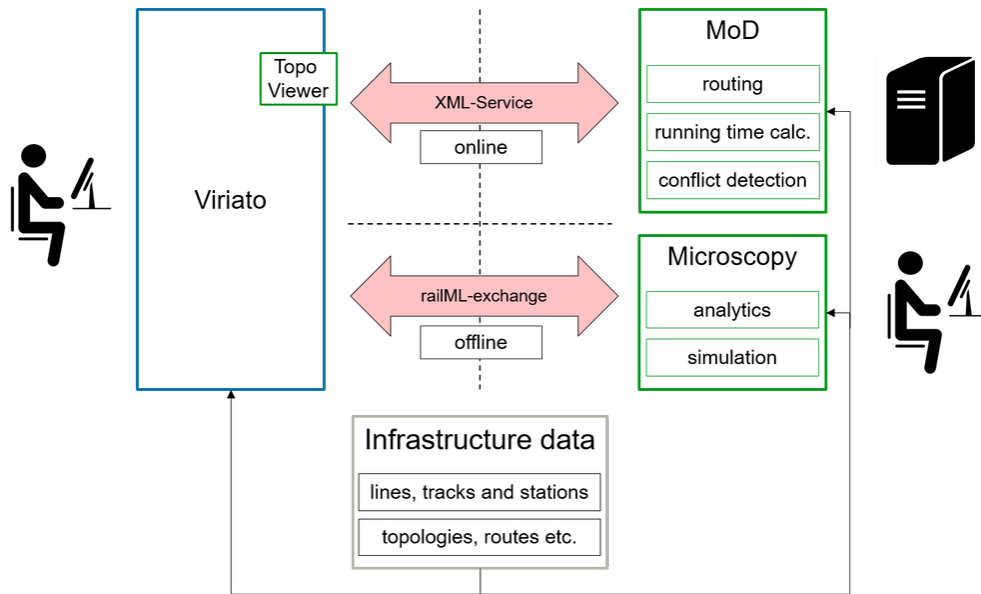 Topo
Viewer
Viriato
XML-Service
online
railML-exchange
offline
MoD
routing
running time calc.
conflict detection
Microscopy
analytics
simulation
Infrastructure data
lines, tracks and stations
topologies, routes etc.